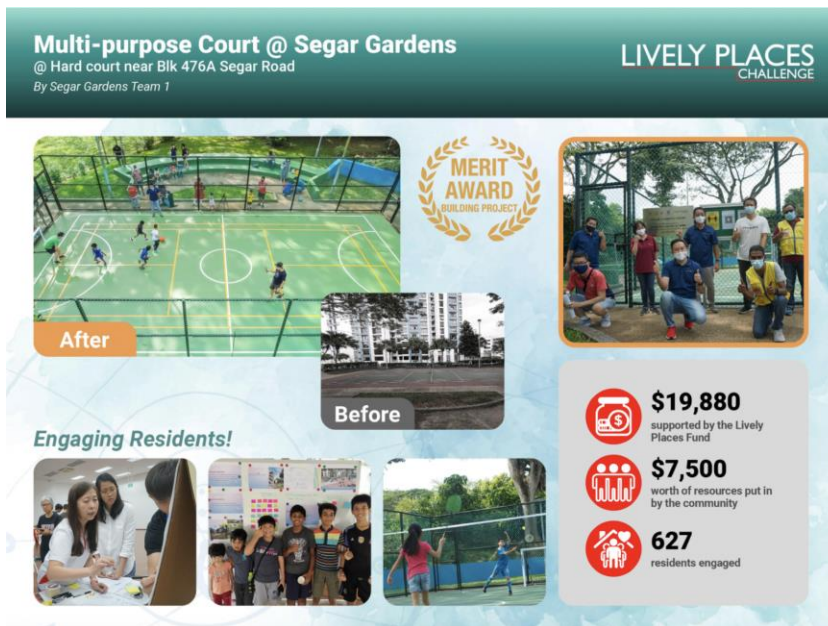 Multi-purpose Court @ Segar Gardens
@ Hard court near Blk 476A Segar Road
By Segar Gardens Team 1
LIVELY PLACES
CHALLENGE
MERIT
AWARD
BUILDING PROJECT
After
Before
Engaging Residents!
$19,880
supported by the Lively
Places Fund
$7,500
worth of resources put in
by the community
627
residents engaged